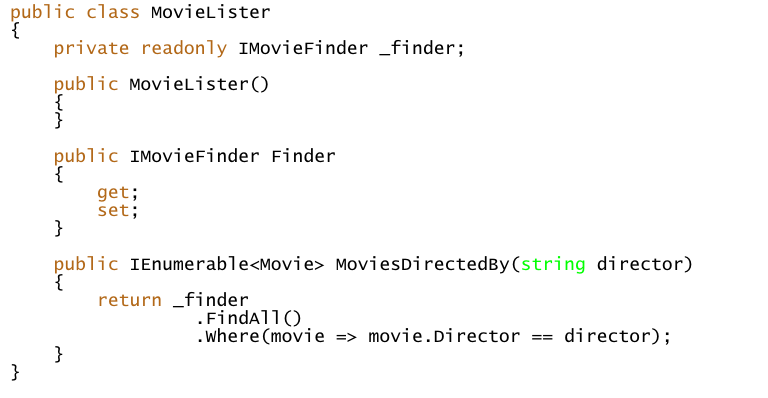 public class MovieLister
{
    private readonly IMovieFinder _finder;

    public MovieLister()
    {
    }

    public IMovieFinder Finder
    {
        get;
        set;
    }

    public IEnumerable<Movie> MoviesDirectedBy(string director)
    {
        return _finder
                 .FindAll()
                 .Where(movie => movie.Director == director);
    }
}